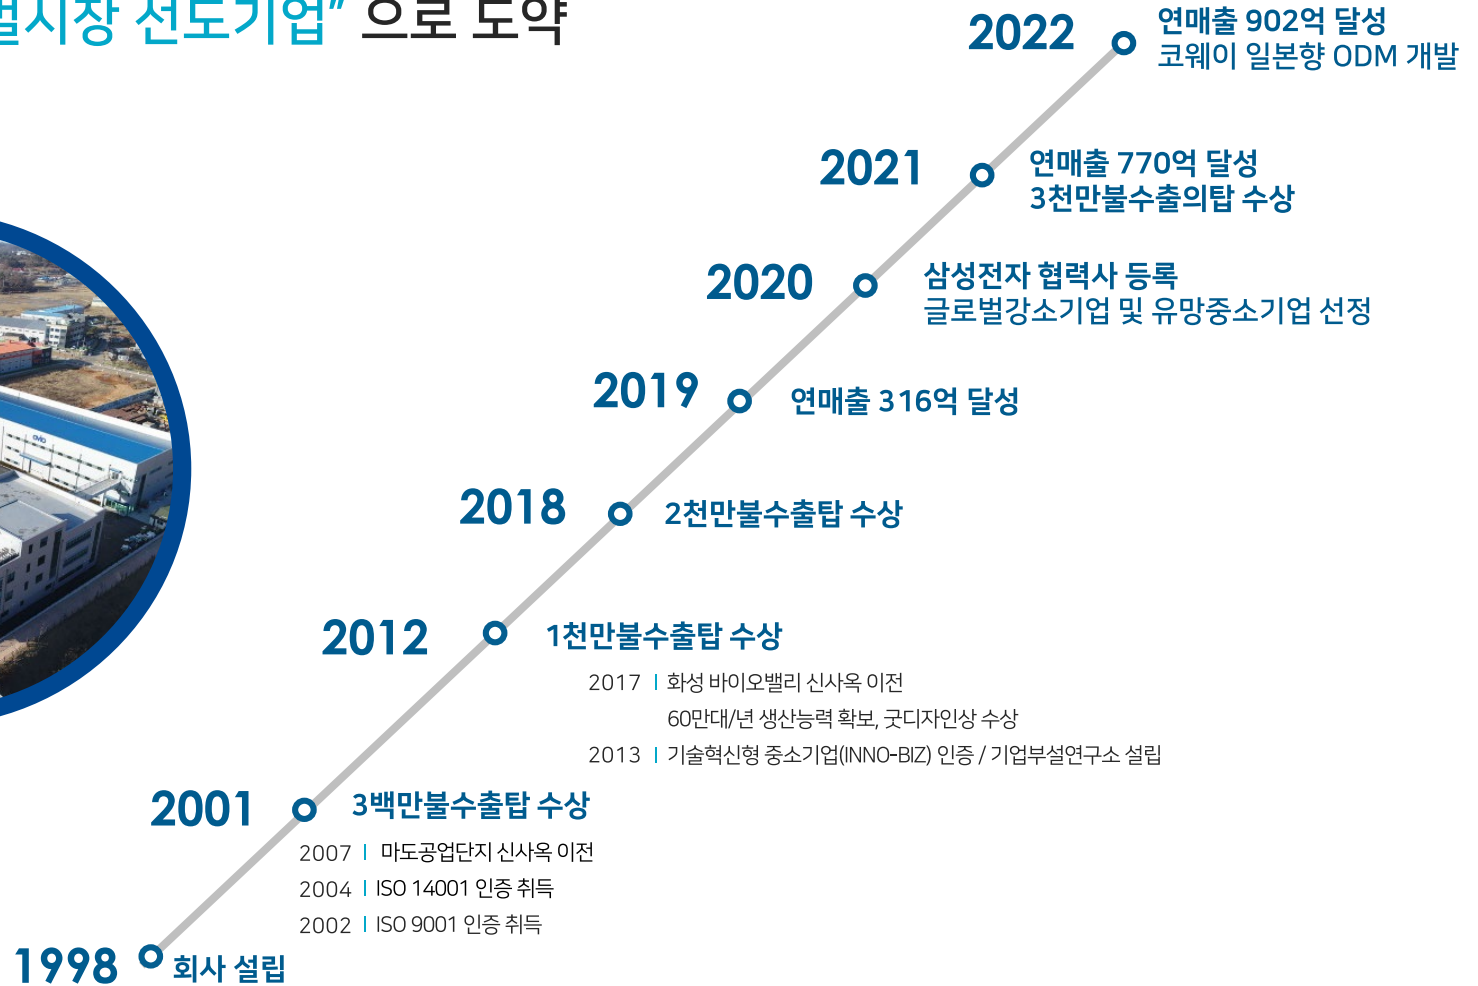 벌시장 선도기업” 으로 도약
2022
연매출 902억 달성
코웨이 일본향 ODM 개발
2021
연매출 770억 달성
3천만불수출의탑 수상
2020
삼성전자 협력사 등록
글로벌강소기업 및 유망중소기업 선정
2019
연매출 316억 달성
2018
2천만불수출탑 수상
2012
1천만불수출탑 수상
2017 | 화성 바이오밸리 신사옥 이전
60만대/년 생산능력 확보, 굿디자인상 수상
2013 | 기술혁신형 중소기업(INNO-BIZ) 인증 / 기업부설연구소 설립
2001
3백만불수출탑 수상
2007 | 마도공업단지 신사옥 이전
2004 | ISO 14001 인증 취득
2002 | ISO 9001 인증 취득
1998
회사 설립